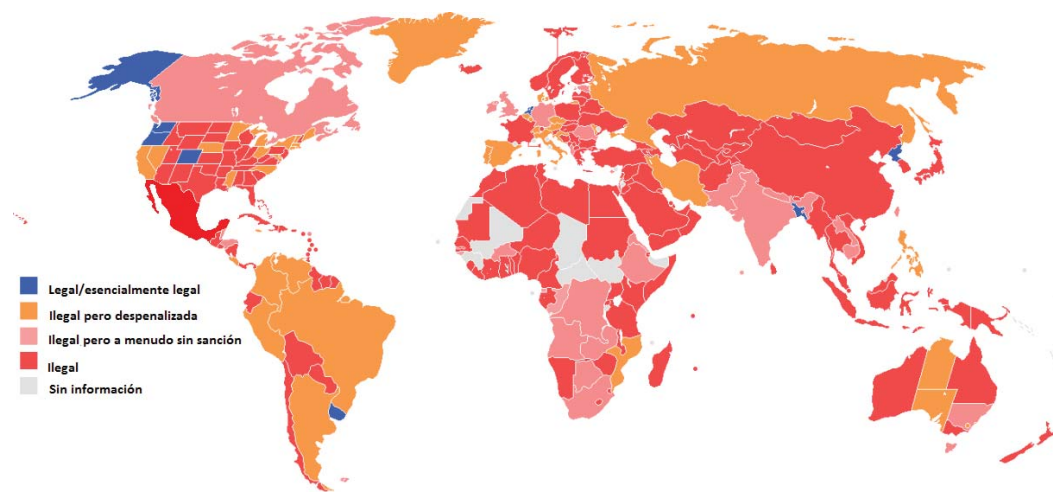 Legal/esencialmente legal
Ilegal pero despenalizada
Ilegal pero a menudo sin sanción
Ilegal
Sin información